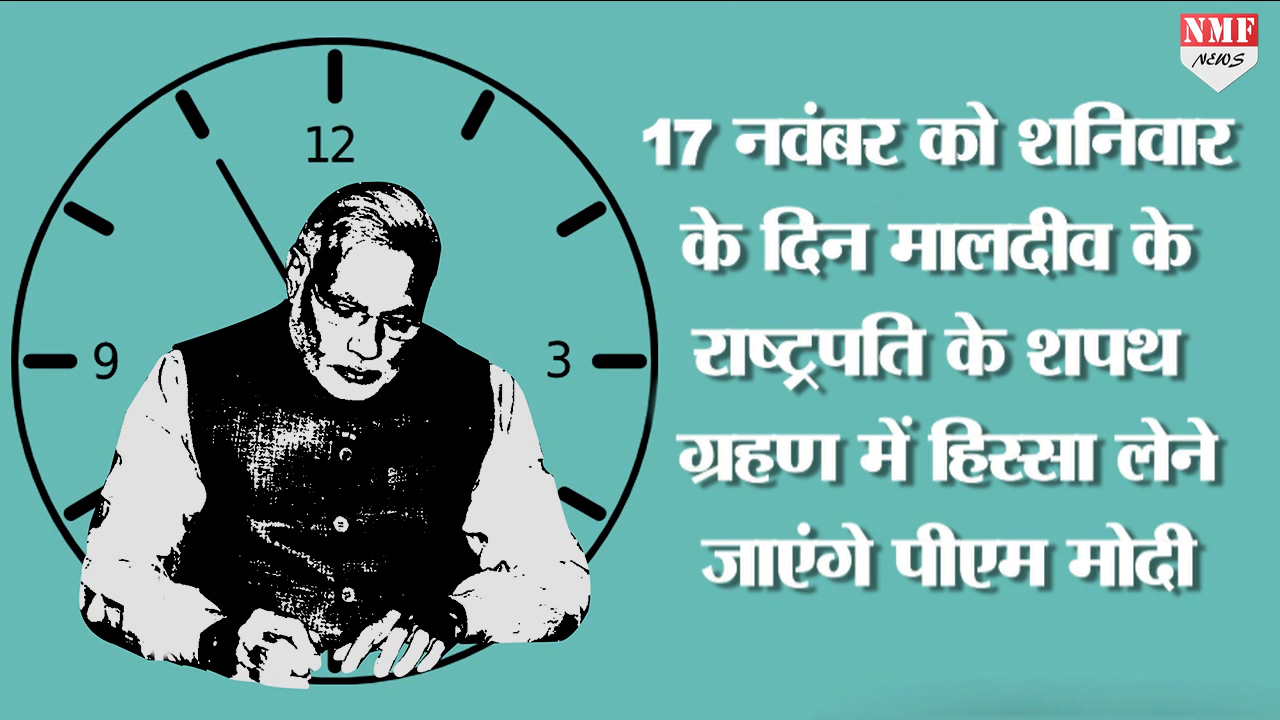 NMF
NEWS
12
9
3
17 नवंबर को शनिवार
के दिन मालदीव के
राष्ट्रपति के शपथ
ग्रहण में हिस्सा लेने
जाएंगे पीएम मोदी